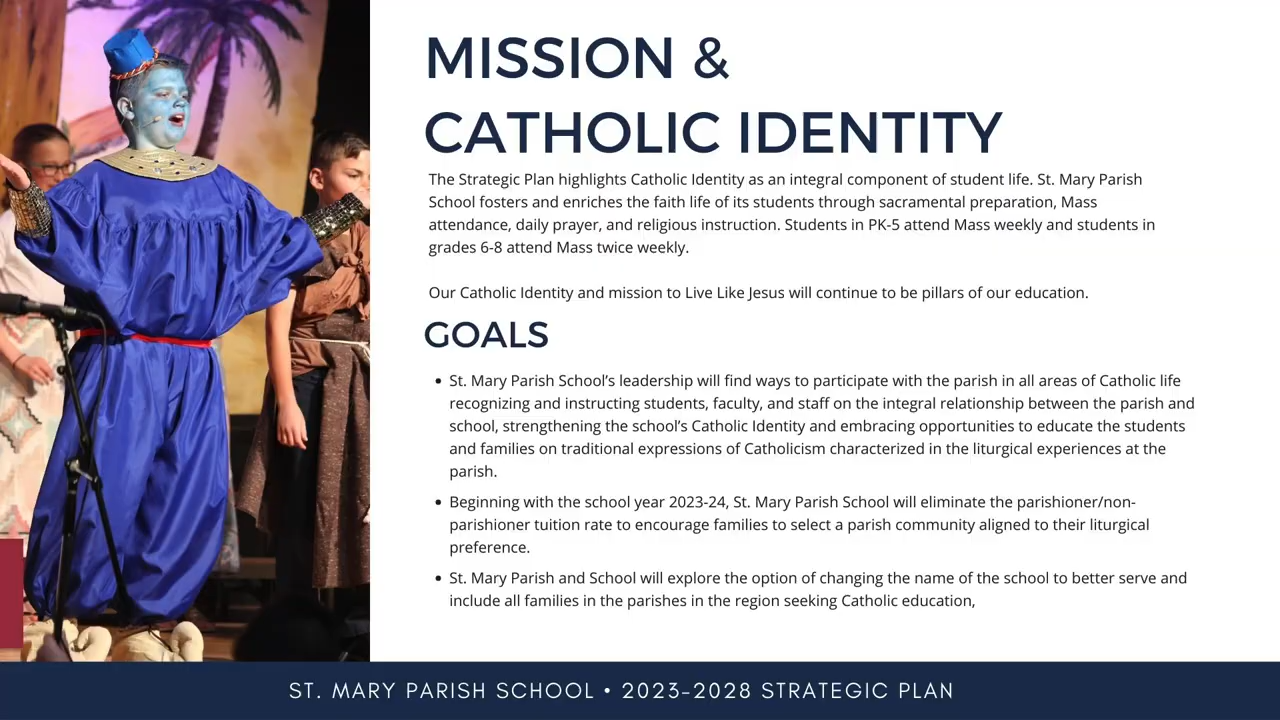 MISSION &
CATHOLIC IDENTITY
The Strategic Plan highlights Catholic Identity as an integral component of student life. St. Mary Parish
School fosters and enriches the faith life of its students through sacramental preparation, Mass
attendance, daily prayer, and religious instruction. Students in PK-5 attend Mass weekly and students in
grades 6-8 attend Mass twice weekly.
Our Catholic Identity and mission to Live Like Jesus will continue to be pillars of our education.
GOALS
• St. Mary Parish School’s leadership will find ways to participate with the parish in all areas of Catholic life
recognizing and instructing students, faculty, and staff on the integral relationship between the parish and
school, strengthening the school’s Catholic Identity and embracing opportunities to educate the students
and families on traditional expressions of Catholicism characterized in the liturgical experiences at the
parish.
• Beginning with the school year 2023-24, St. Mary Parish School will eliminate the parishioner/non-
parishioner tuition rate to encourage families to select a parish community aligned to their liturgical
preference.
• St. Mary Parish and School will explore the option of changing the name of the school to better serve and
include all families in the parishes in the region seeking Catholic education,
ST. MARY PARISH SCHOOL • 2023-2028 STRATEGIC PLAN